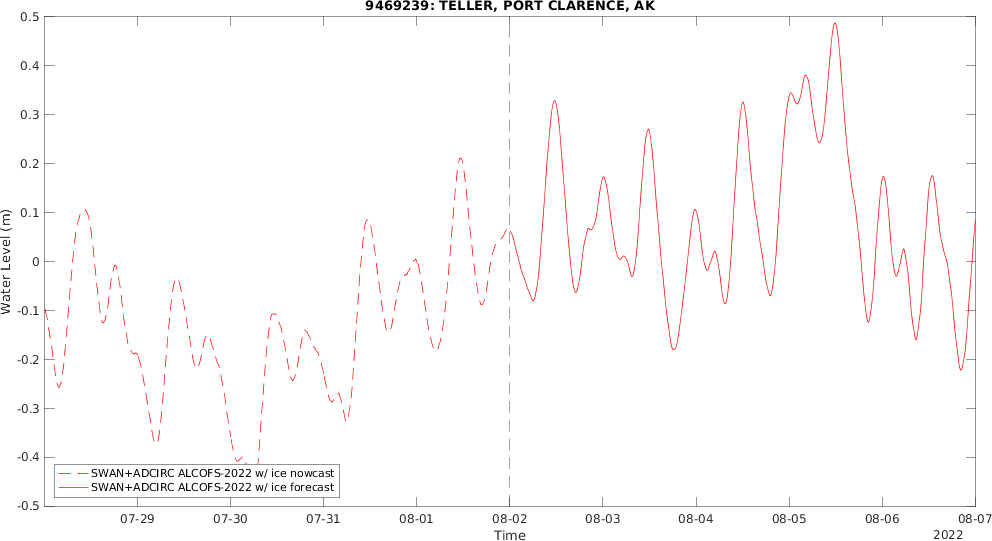 9469239: TELLER, PORT CLARENCE, AK
0.5
0.4
0.3
0.2
0.1
0
-0.1
-0.2
-0.3
-0.4
-0.5
Water Level (m)
SWAN+ADCIRC ALCOFS-2022 w/ ice nowcast
SWAN+ADCIRC ALCOFS-2022 w/ ice forecast
07-29 07-30 07-31 08-01 08-02 08-03 08-04 08-05 08-06 08-07
Time
2022